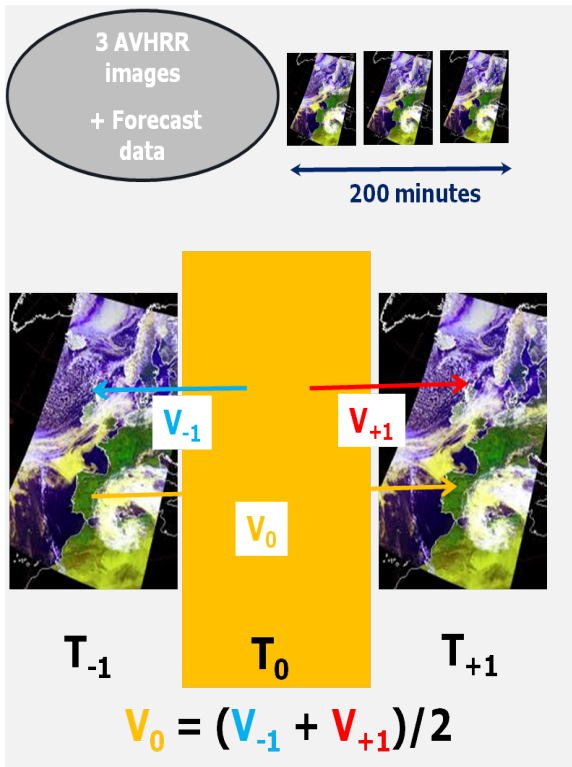 3 AVHRR
images
+ Forecast
data
200 minutes
V-1
V+1
V0
T-1
T0
T+1
V0 = (V-1 + V+1)/2